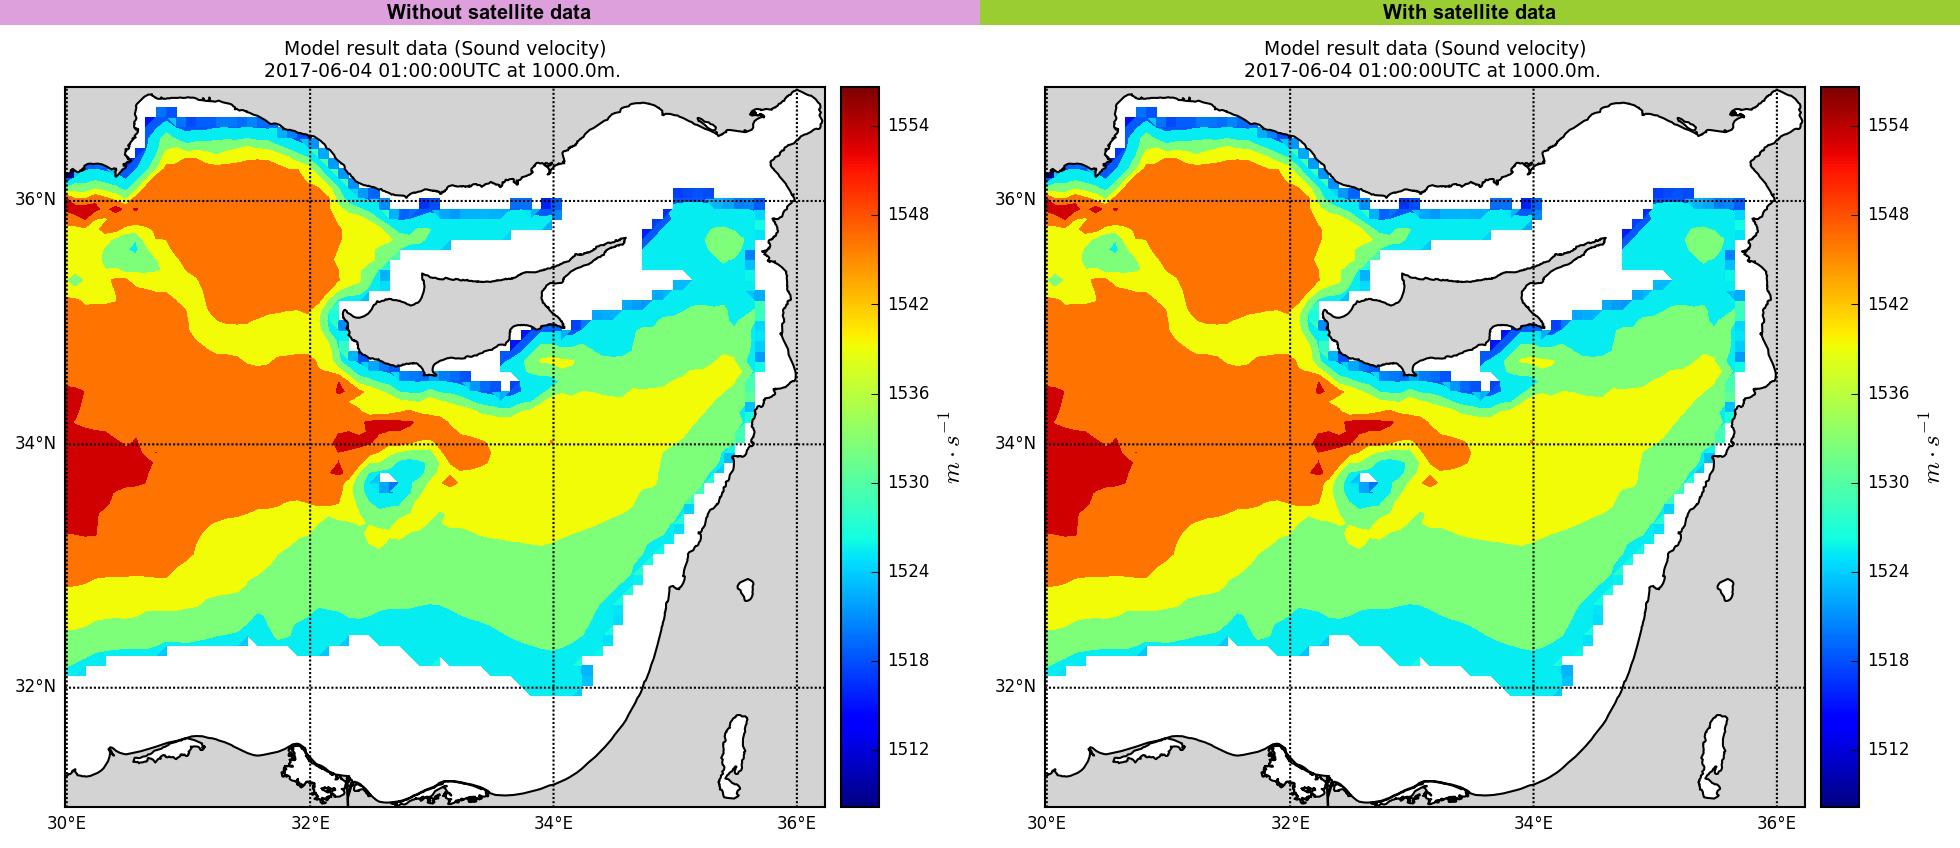 Without satellite data
With satellite data
Model result data (Sound velocity)
2017-06-04 01:00:00UTC at 1000.0m.
36°N
34°N
32°N
30°E
32°E
34°E
36°E
1554
1548
1542
1536
1530
1524
1518
1512
m · s⁻¹
Model result data (Sound velocity)
2017-06-04 01:00:00UTC at 1000.0m.
36°N
34°N
32°N
30°E
32°E
34°E
36°E
1554
1548
1542
1536
1530
1524
1518
1512
m · s⁻¹